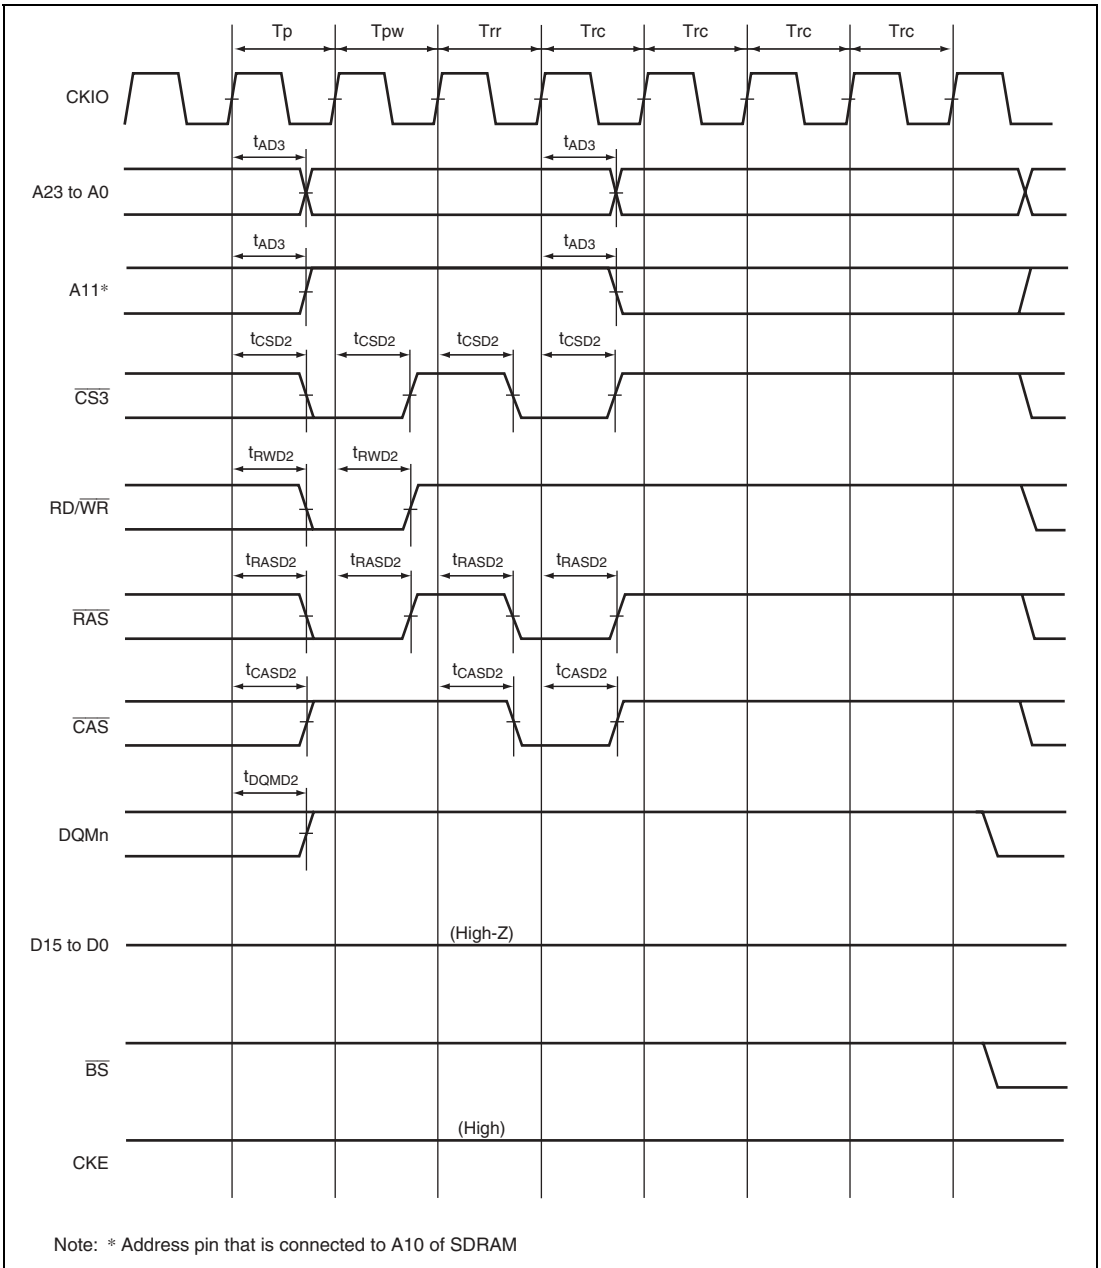 Tp Tpw Trr Trc Trc Trc Trc
CKIO
tAD3 tAD3
A23 to A0
tAD3 tAD3
A11*
tCSD2 tCSD2 tCSD2 tCSD2
CS3
tRWD2 tRWD2
RD/WR
tRASD2 tRASD2 tRASD2 tRASD2
RAS
tCASD2 tCASD2 tCASD2
CAS
tDQMD2
DQMn
(High-Z)
D15 to D0
BS
(High)
CKE
Note: * Address pin that is connected to A10 of SDRAM